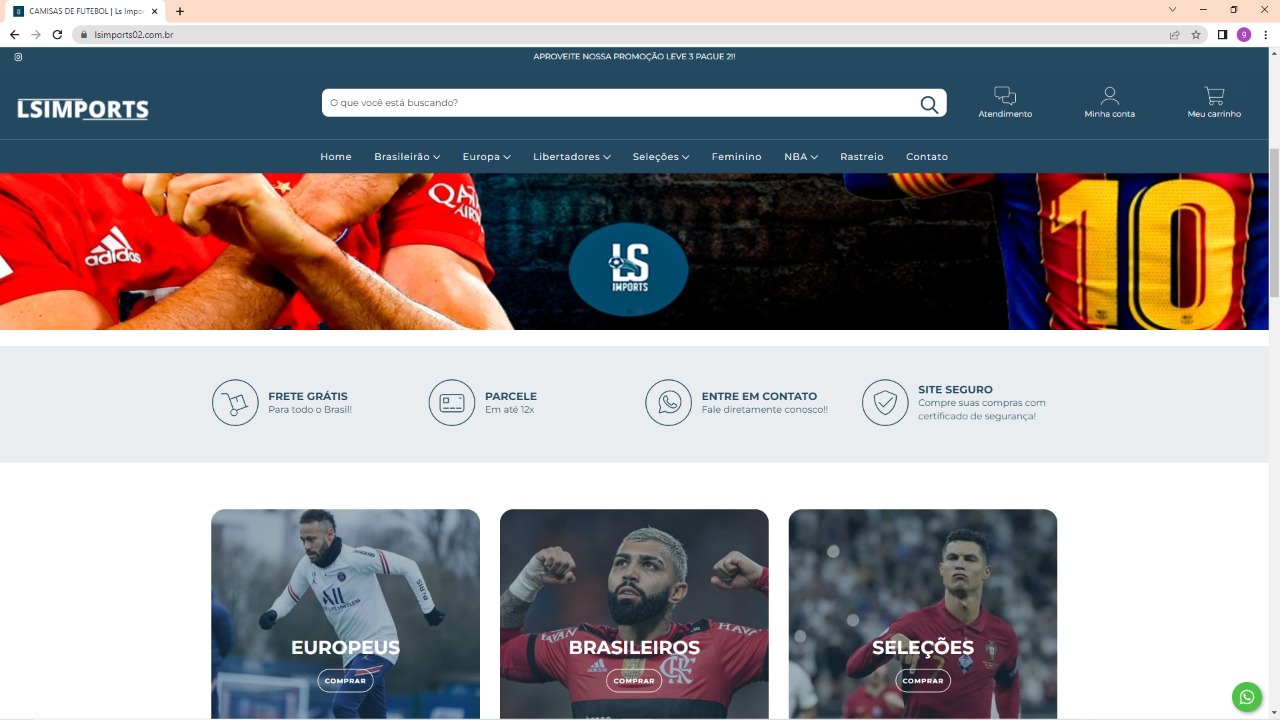 CAMISAS DE FUTEBOL | Ls Impor
lsimports02.com.br
g
APROVEITE NOSSA PROMOÇÃO LEVE 3 PAGUE 2!!
LSIMPORTS
O que você está buscando?
Atendimento
Minha conta
Meu carrinho
Home
Brasileirão
Europa
Libertadores
Seleções
Feminino
NBA
Rastreio
Contato
adidas
QATAR
AIR
LS
IMPORTS
10
FRETE GRÁTIS
Para todo o Brasil!
PARCELE
Em até 12x
ENTRE EM CONTATO
Fale diretamente conosco!!
SITE SEGURO
Compre suas compras com
certificado de segurança!
EUROPEUS
COMPRAR
BRASILEIROS
COMPRAR
SELEÇÕES
COMPRAR